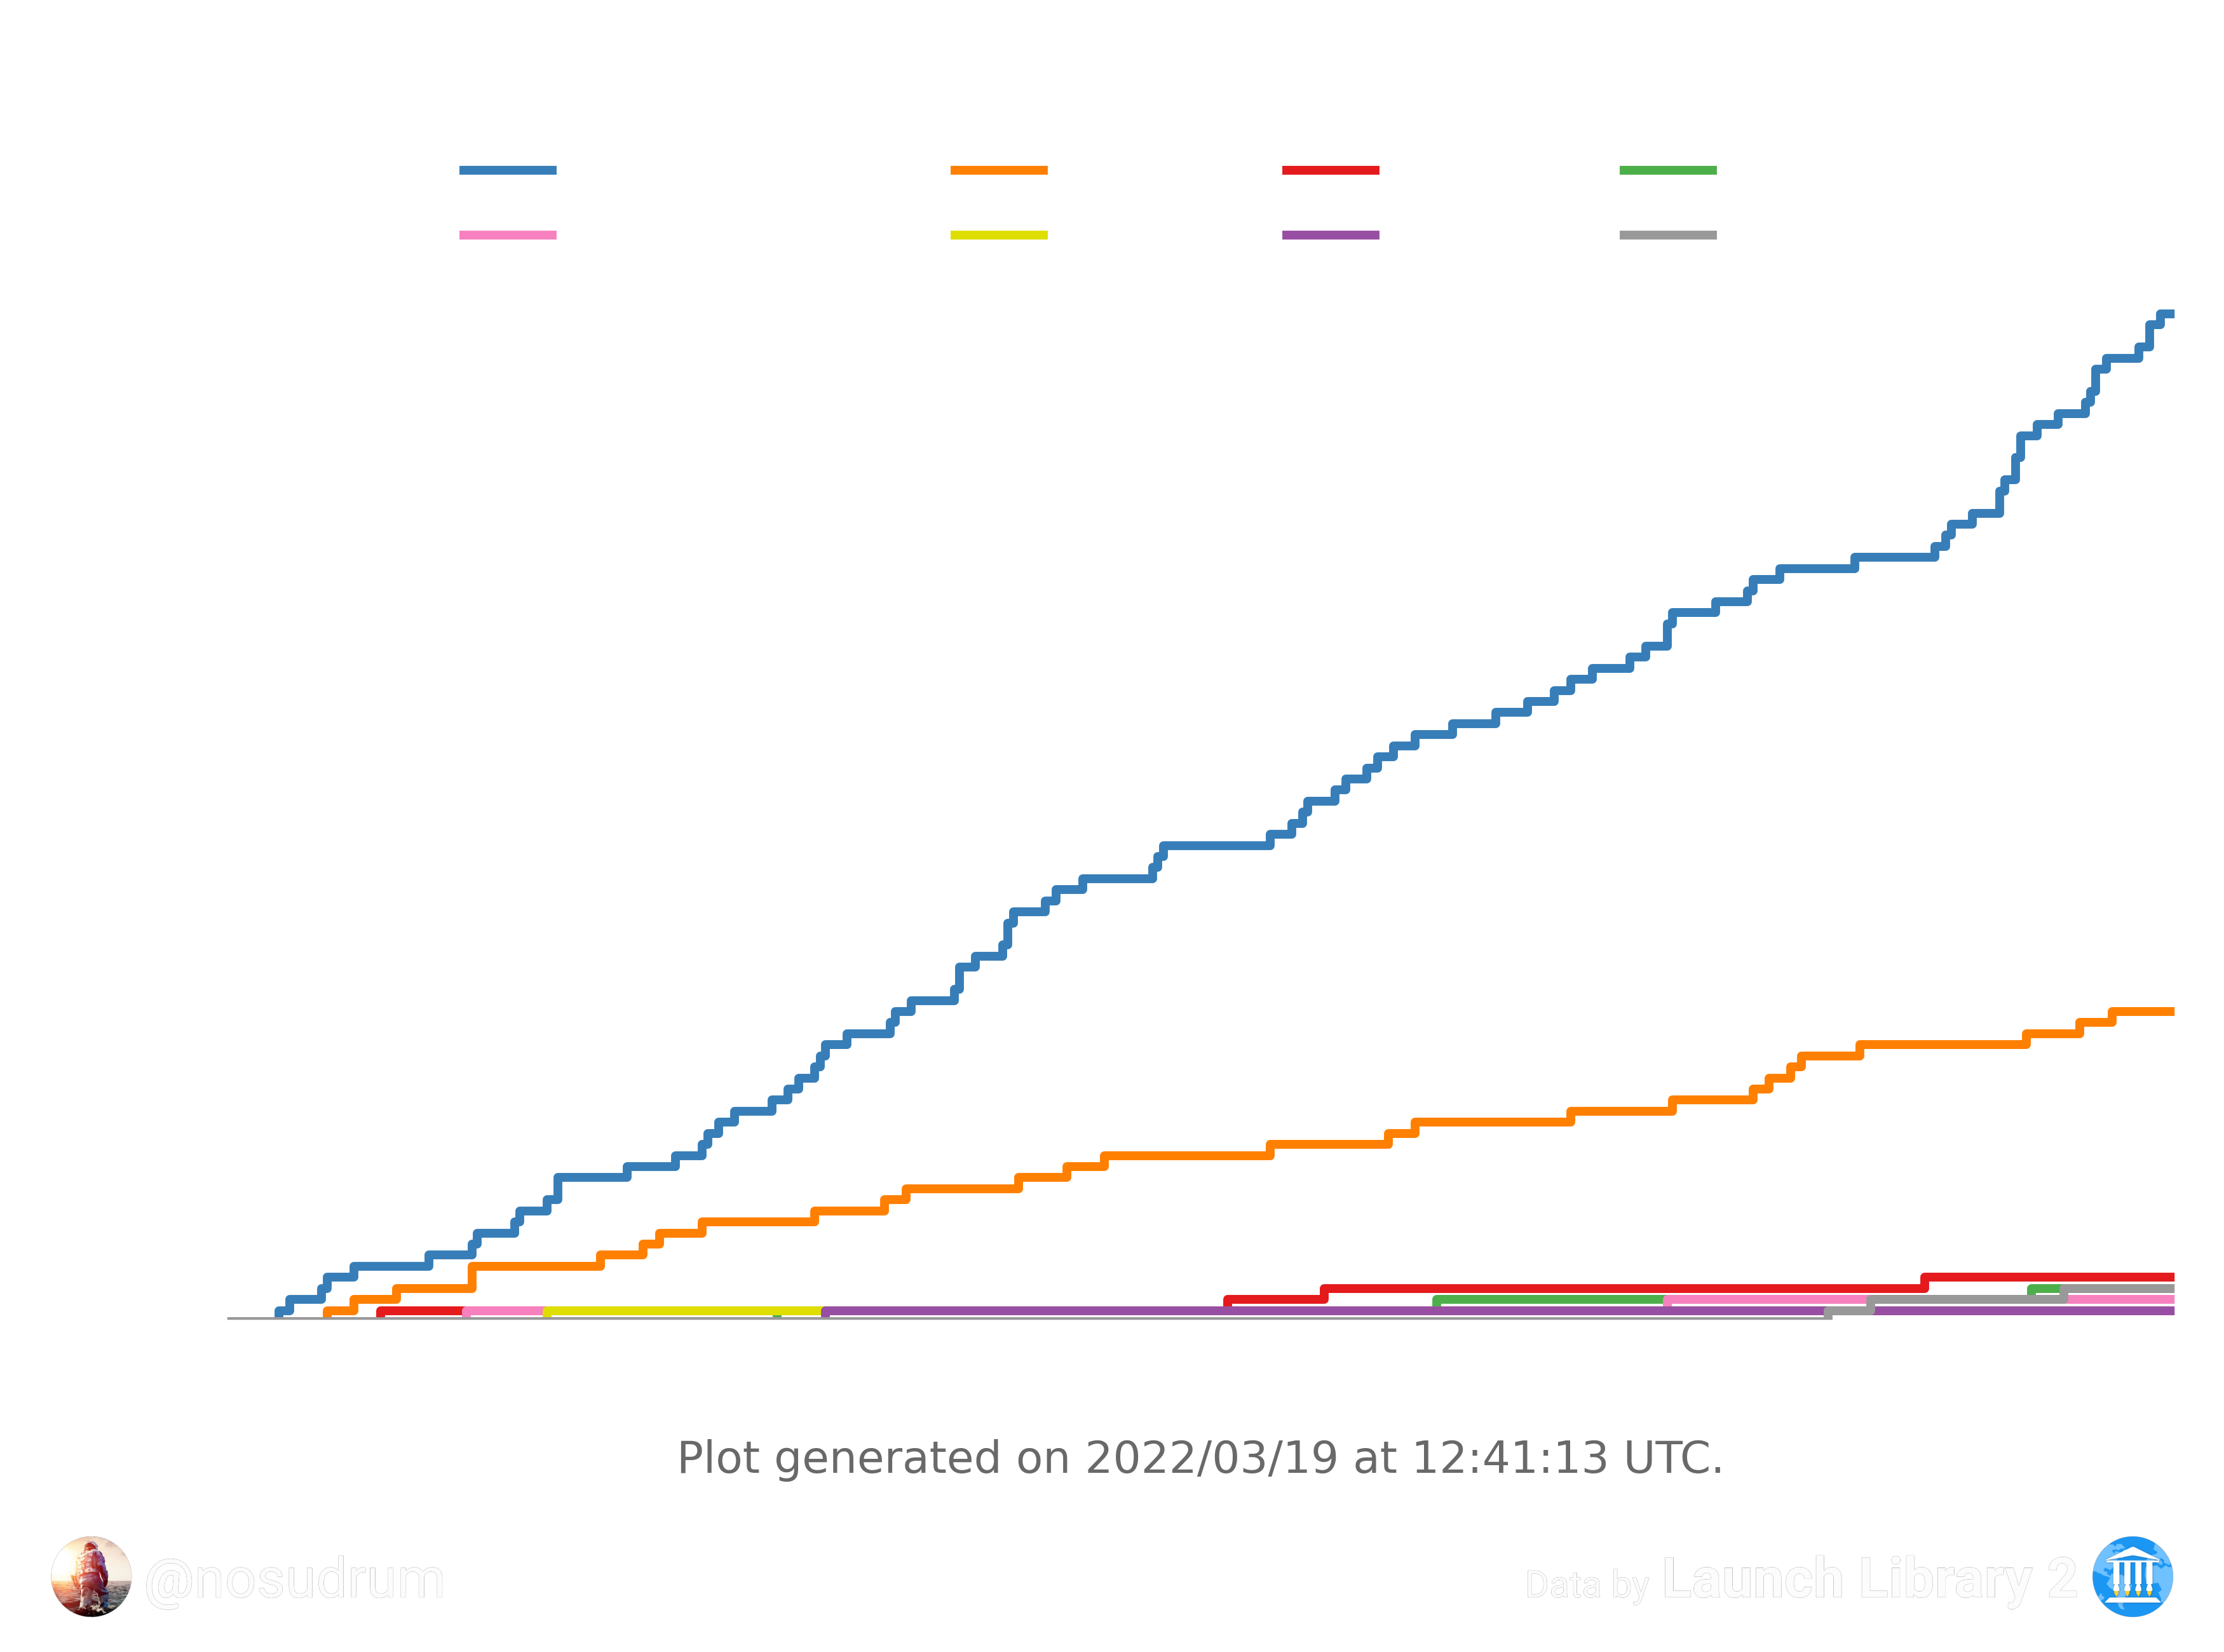 Plot generated on 2022/03/19 at 12:41:13 UTC.
@nosudrum
Data by Launch Library 2